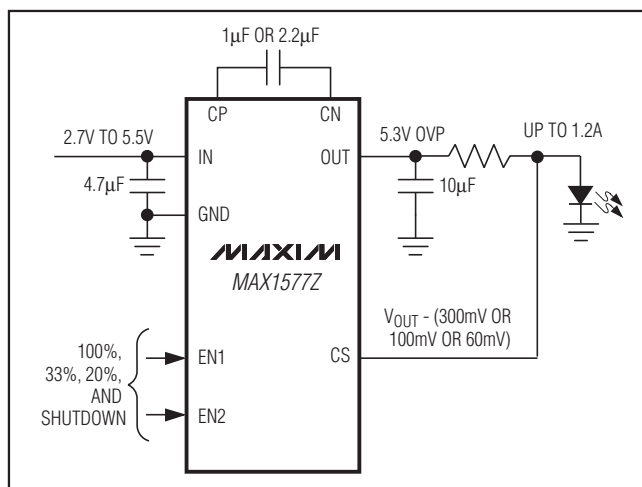 1µF OR 2.2µF
CP
CN
2.7V TO 5.5V
IN
OUT
5.3V OVP
UP TO 1.2A
4.7µF
10µF
GND
MAXIM
MAX1577Z
V_OUT - (300mV OR
100mV OR 60mV)
100%,
33%, 20%,
AND
SHUTDOWN
EN1
EN2
CS